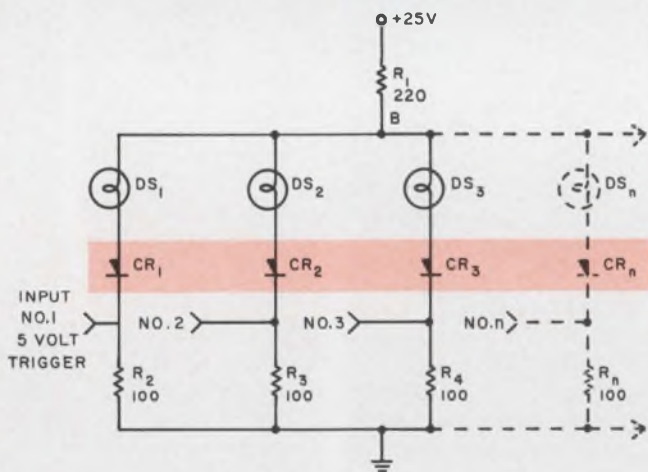 +25V
R1
220
B
DS1
DS2
DS3
DSn
CR1
CR2
CR3
CRn
INPUT
NO.1
5 VOLT
TRIGGER
NO.2
NO.3
NO.n
R2
100
R3
100
R4
100
Rn
100